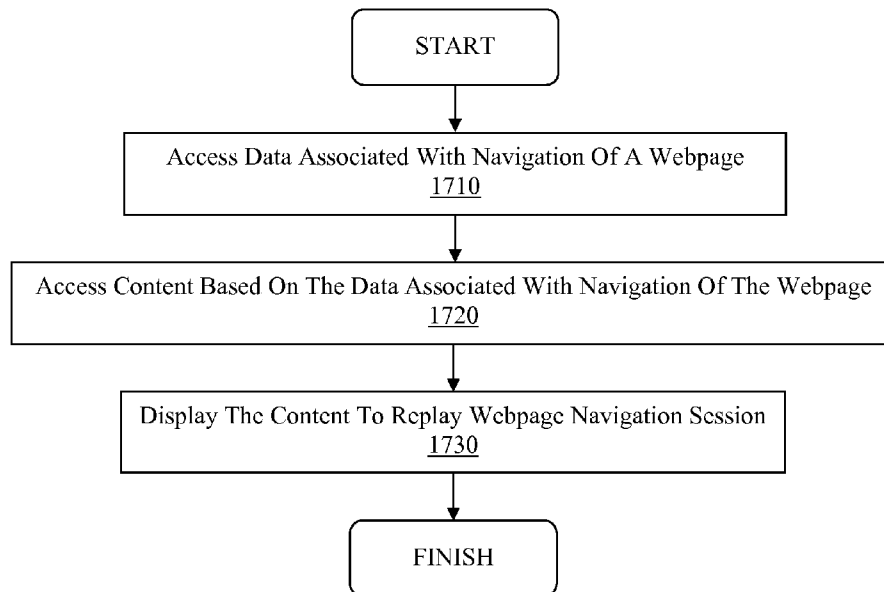 START
Access Data Associated With Navigation Of A Webpage
1710
Access Content Based On The Data Associated With Navigation Of The Webpage
1720
Display The Content To Replay Webpage Navigation Session
1730
FINISH